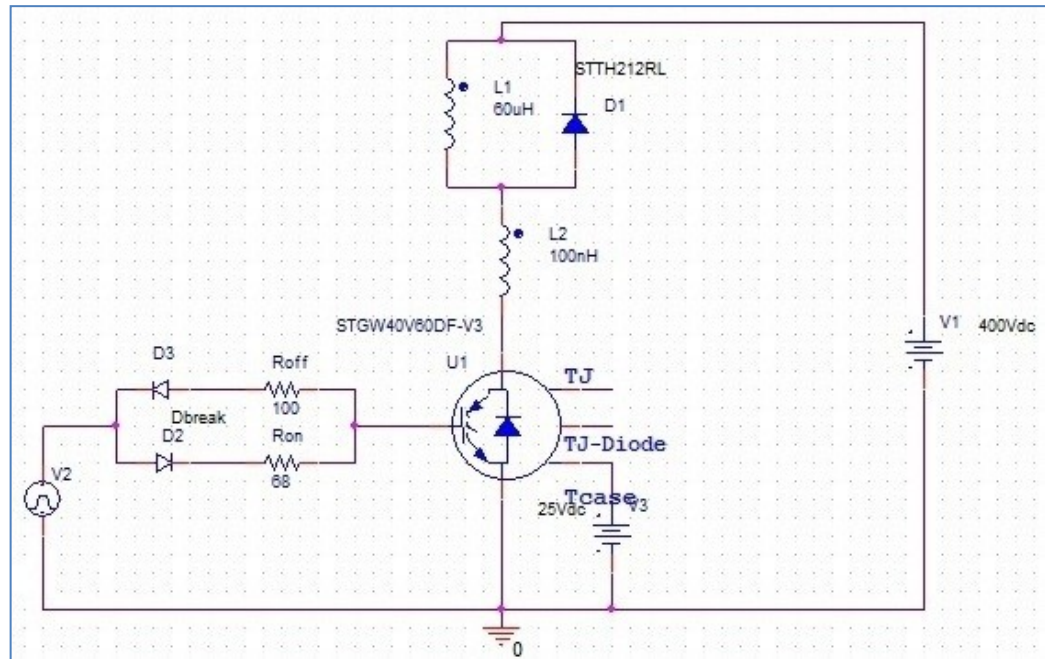 STTH212RL
L1
60uH
D1
L2
100nH
STGW40V60DF-V3
V1
400Vdc
D3
Roff
U1
TJ
100
Dbreak
D2
Ron
TJ-Diode
68
V2
Tcase
25Vdc
V3
0